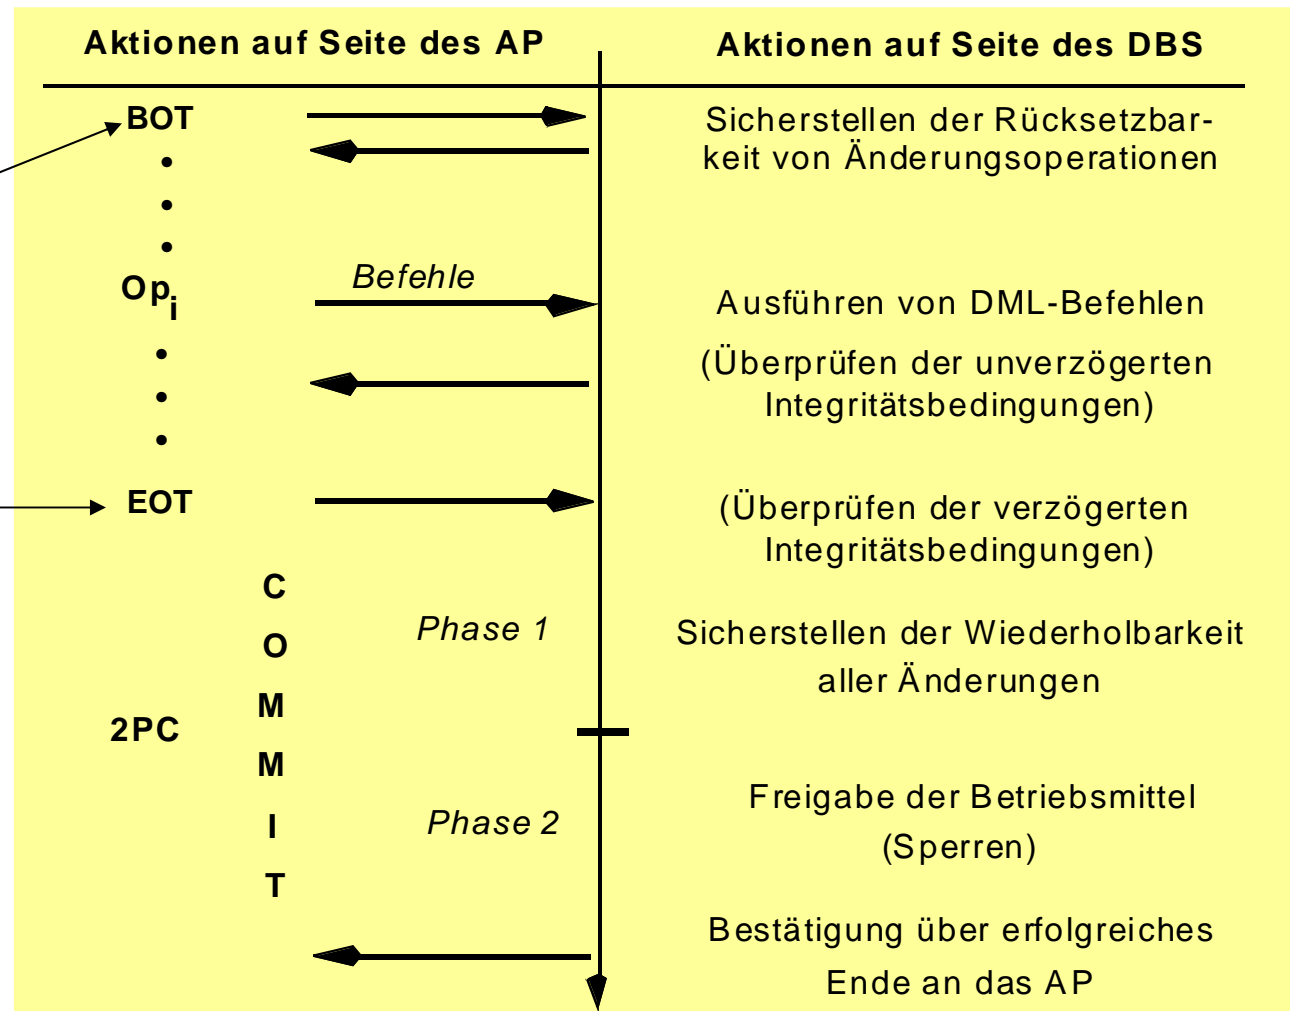 Aktionen auf Seite des AP
Aktionen auf Seite des DBS
BOT
Sicherstellen der Rücksetzbar-
keit von Änderungsoperationen
Op i
Befehle
Ausführen von DML-Befehlen
(Überprüfen der unverzögerten
Integritätsbedingungen)
EOT
(Überprüfen der verzögerten
Integritätsbedingungen)
COMMIT
Phase 1
Sicherstellen der Wiederholbarkeit
aller Änderungen
2PC
Phase 2
Freigabe der Betriebsmittel
(Sperren)
Bestätigung über erfolgreiches
Ende an das AP